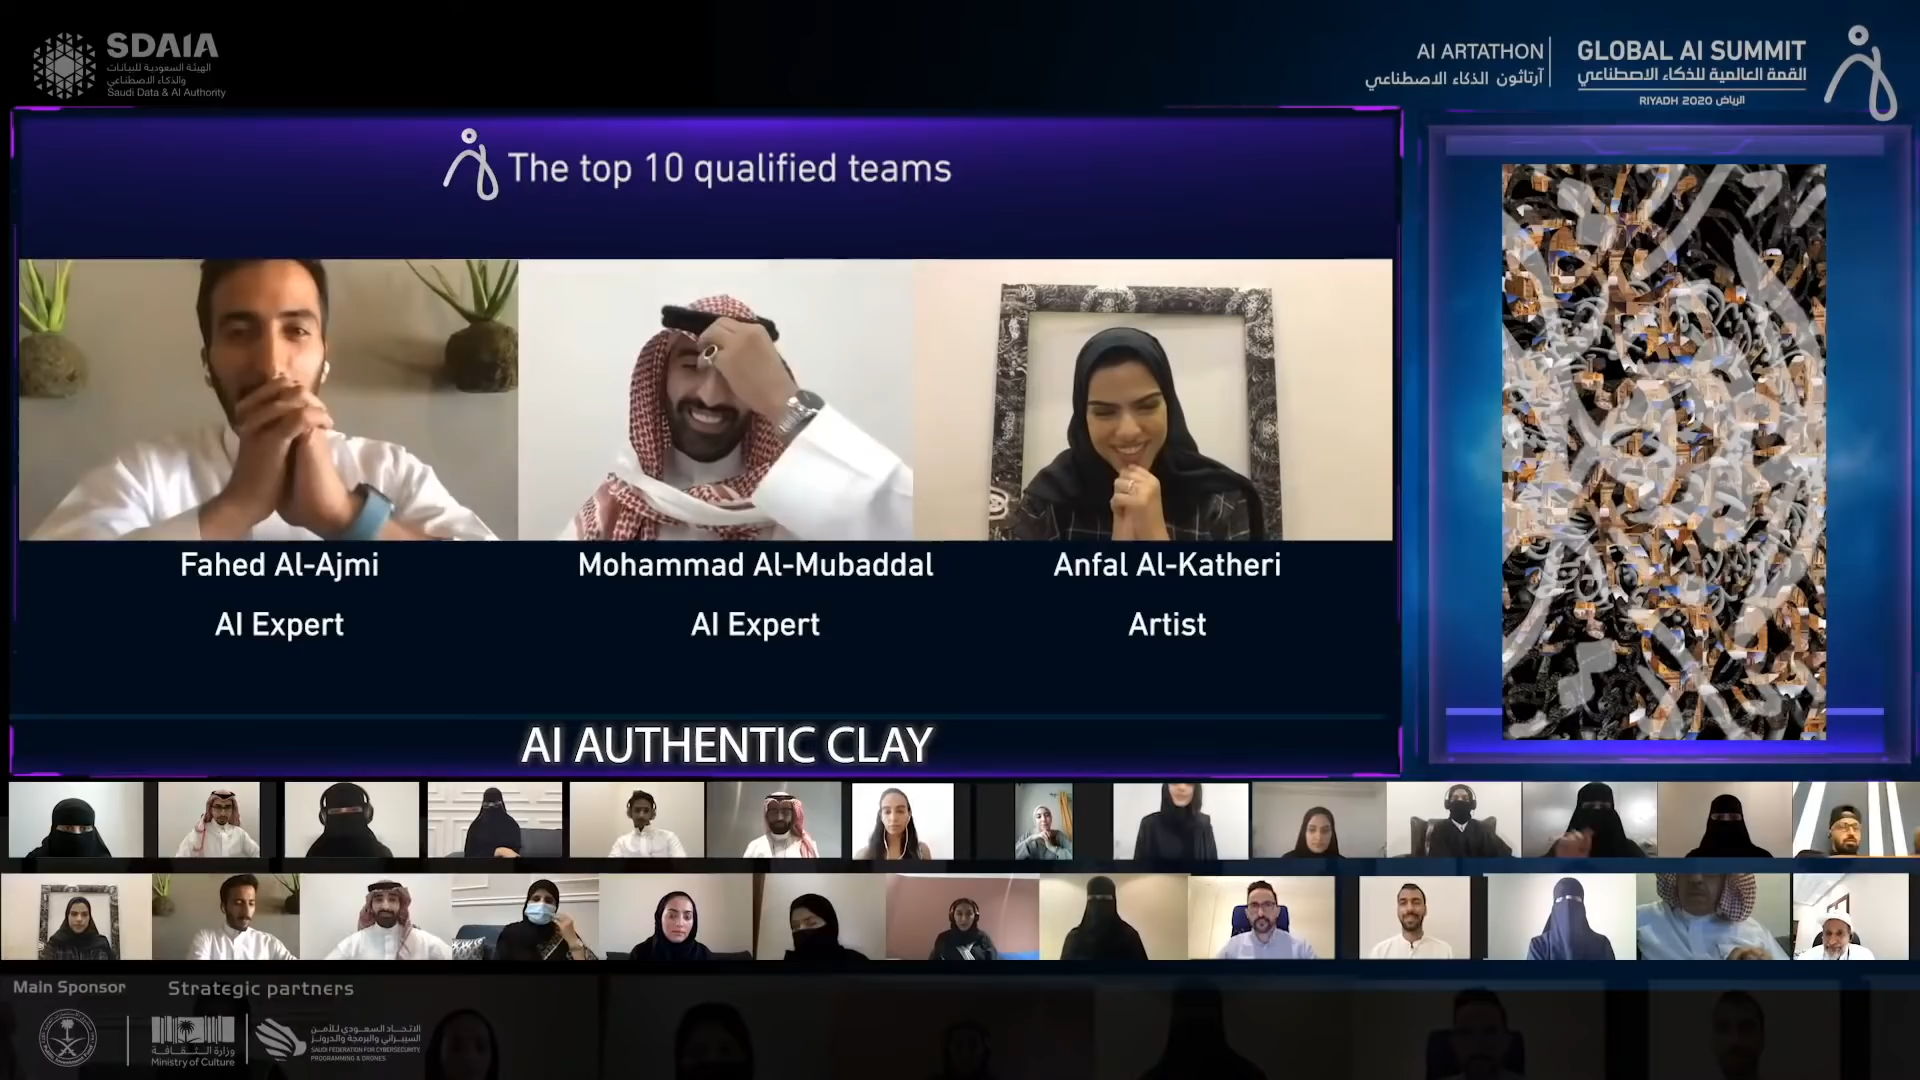 SDAIA
الهيئة السعودية للبيانات
والذكاء الاصطناعي
Saudi Data & AI Authority
AI ARTATHON
آرتاثون الذكاء الاصطناعي
GLOBAL AI SUMMIT
القمة العالمية للذكاء الاصطناعي
RIYADH 2020 الرياض
The top 10 qualified teams
Fahed Al-Ajmi
Mohammad Al-Mubaddal
Anfal Al-Katheri
AI Expert
AI Expert
Artist
AI AUTHENTIC CLAY
Main Sponsor
Strategic partners
وزارة الثقافة
Ministry of Culture
الاتحاد السعودي للأمن
السيبراني والبرمجة والدرونز
SAUDI FEDERATION FOR CYBERSECURITY
PROGRAMMING & DRONES